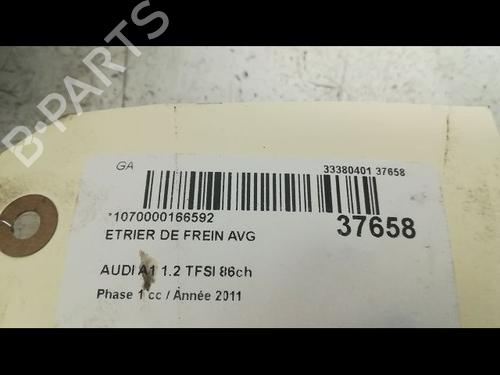 B-PARTS
GA
33380401 37658
*1070000166592
37658
ETRIER DE FREIN AVG
AUDI A1 1.2 TFSI 86ch
Phase 1 cc / Année 2011